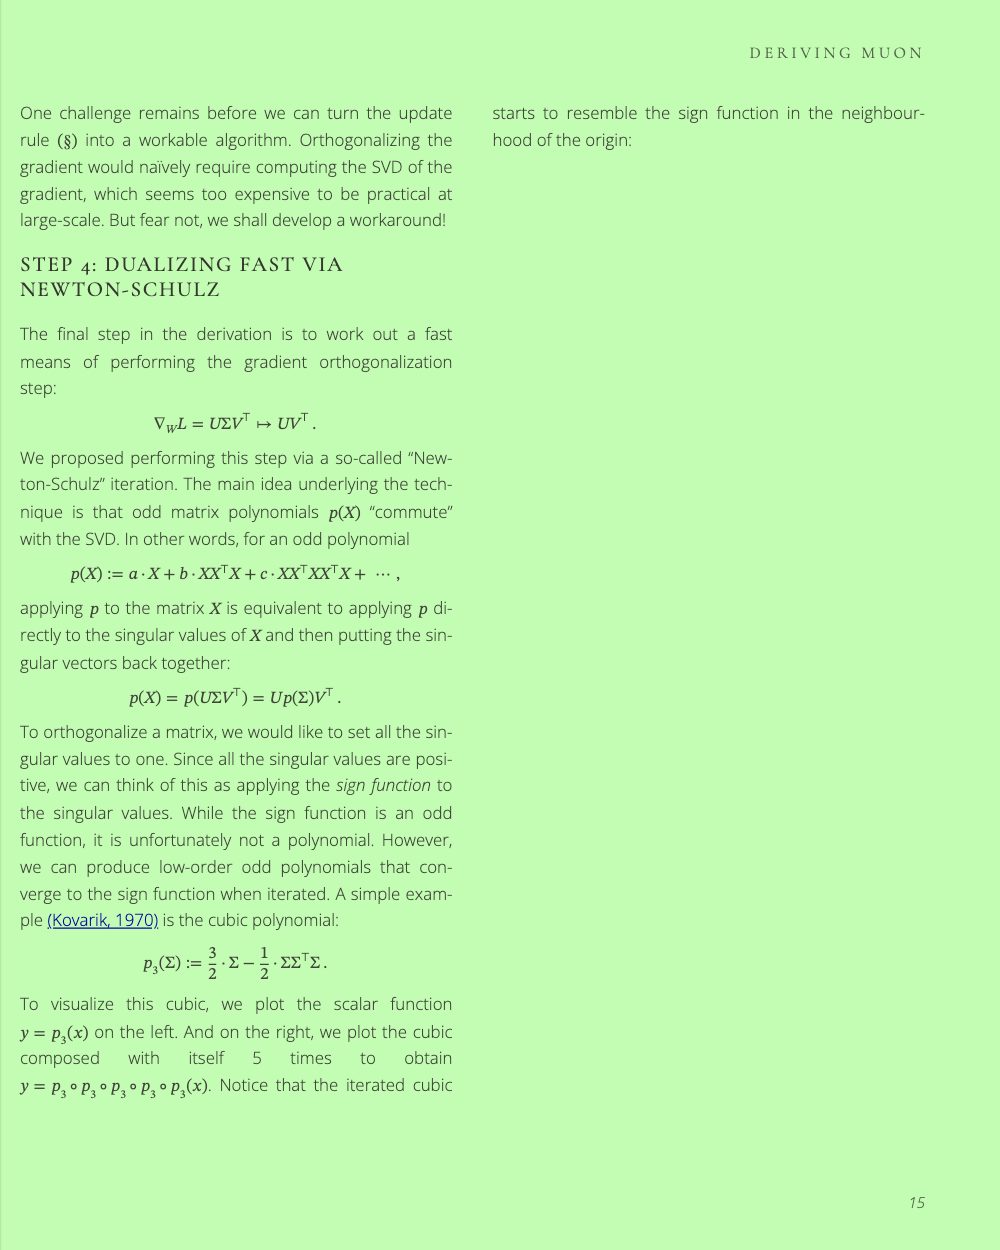 DERIVING MUON
One challenge remains before we can turn the update
rule (§) into a workable algorithm. Orthogonalizing the
gradient would naïvely require computing the SVD of the
gradient, which seems too expensive to be practical at
large-scale. But fear not, we shall develop a workaround!
STEP 4: DUALIZING FAST VIA
NEWTON-SCHULZ
The final step in the derivation is to work out a fast
means of performing the gradient orthogonalization
step:
∇_W L = UΣV^⊤ ↦ UV^⊤ .
We proposed performing this step via a so-called “New-
ton-Schulz” iteration. The main idea underlying the tech-
nique is that odd matrix polynomials p(X) “commute”
with the SVD. In other words, for an odd polynomial
p(X) := a · X + b · XX^⊤X + c · XX^⊤XX^⊤X + ⋯ ,
applying p to the matrix X is equivalent to applying p di-
rectly to the singular values of X and then putting the sin-
gular vectors back together:
p(X) = p(UΣV^⊤) = Up(Σ)V^⊤ .
To orthogonalize a matrix, we would like to set all the sin-
gular values to one. Since all the singular values are posi-
tive, we can think of this as applying the sign function to
the singular values. While the sign function is an odd
function, it is unfortunately not a polynomial. However,
we can produce low-order odd polynomials that con-
verge to the sign function when iterated. A simple exam-
ple (Kovarik, 1970) is the cubic polynomial:
p_3(Σ) := 3/2 · Σ − 1/2 · ΣΣ^⊤Σ .
To visualize this cubic, we plot the scalar function
y = p_3(x) on the left. And on the right, we plot the cubic
composed with itself 5 times to obtain
y = p_3 ∘ p_3 ∘ p_3 ∘ p_3 ∘ p_3(x). Notice that the iterated cubic
starts to resemble the sign function in the neighbour-
hood of the origin:
15